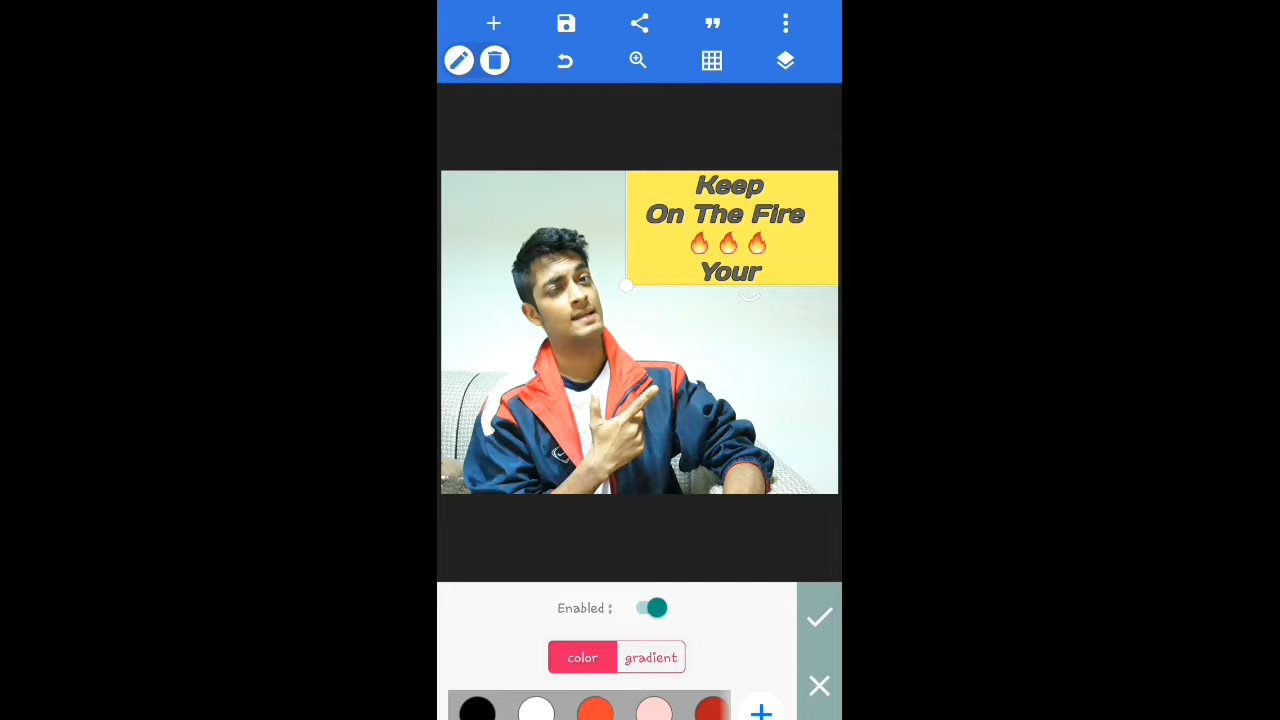 Keep
On The Fire
🔥🔥🔥
Your
Enabled :
color gradient